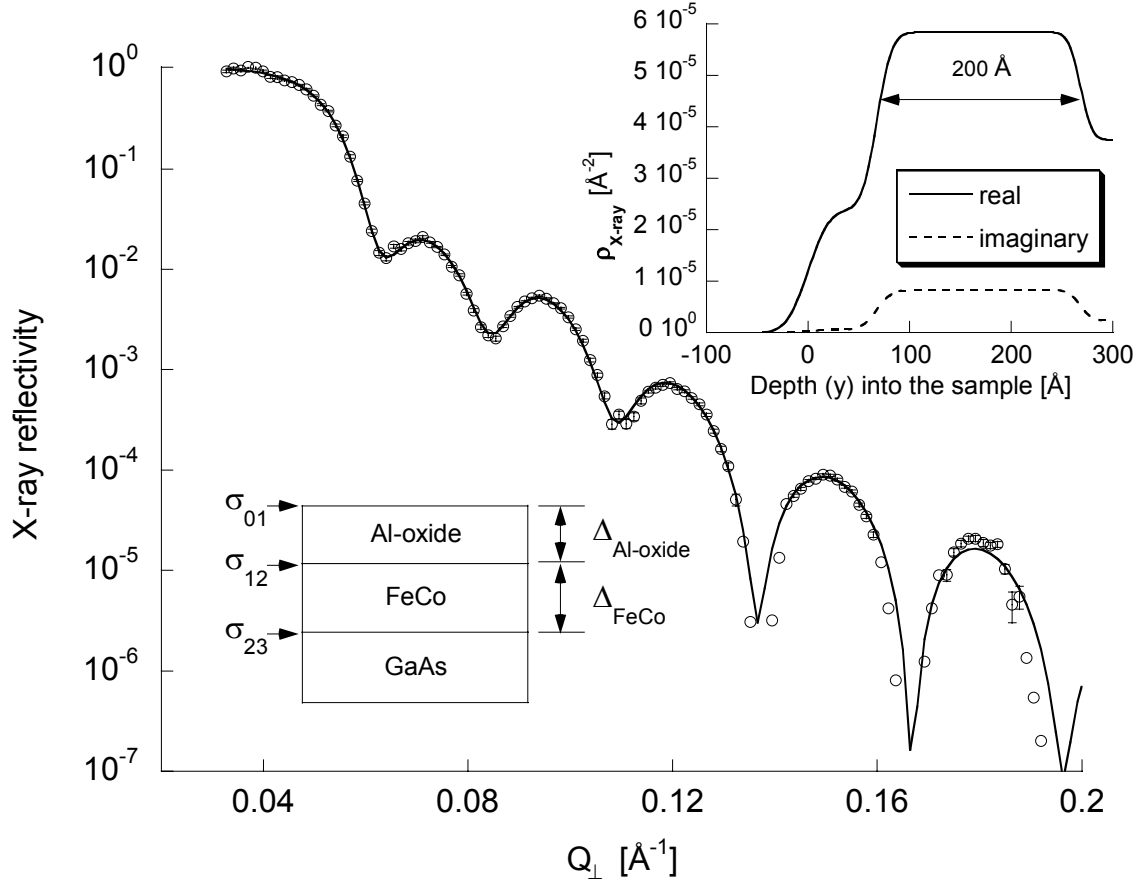 X-ray reflectivity
10⁰
10⁻¹
10⁻²
10⁻³
10⁻⁴
10⁻⁵
10⁻⁶
10⁻⁷
0.04 0.08 0.12 0.16 0.2
Q⊥ [Å⁻¹]
ρX-ray [Å⁻²]
6 10⁻⁵
5 10⁻⁵
4 10⁻⁵
3 10⁻⁵
2 10⁻⁵
1 10⁻⁵
0 10⁰
-100 0 100 200 300
Depth (y) into the sample [Å]
200 Å
real
imaginary
σ01
Al-oxide
ΔAl-oxide
σ12
FeCo
ΔFeCo
σ23
GaAs